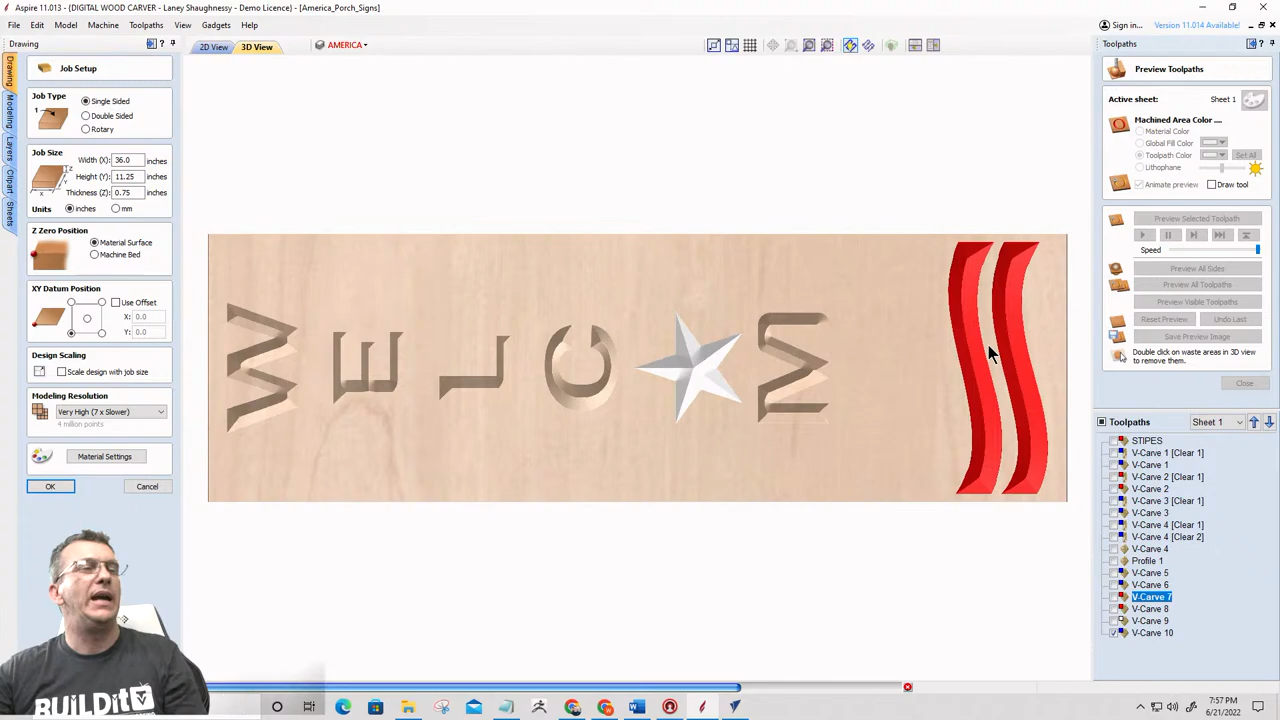 Aspire 11.013 - (DIGITAL WOOD CARVER - Laney Shaughnessy - Demo Licence) - [America_Porch_Signs]
File Edit Model Machine Toolpaths View Gadgets Help
Sign in... Version 11.014 Available!
Drawing ?
2D View 3D View AMERICA
Toolpaths ?
Drawing
Modeling
Layers
Clipart
Sheets
Job Setup
Job Type
Single Sided
Double Sided
Rotary
Job Size
Width (X): 36.0 inches
Height (Y): 11.25 inches
Thickness (Z): 0.75 inches
Units inches mm
Z Zero Position
Material Surface
Machine Bed
XY Datum Position
Use Offset
X: 0.0
Y: 0.0
Design Scaling
Scale design with job size
Modeling Resolution
Very High (7 x Slower)
4 million points
Material Settings
OK Cancel
W E L C M
Preview Toolpaths
Active sheet: Sheet 1
Machined Area Color ....
Material Color
Global Fill Color
Toolpath Color Set All
Lithophane
Animate preview Draw tool
Preview Selected Toolpath
Speed
Preview All Sides
Preview All Toolpaths
Preview Visible Toolpaths
Reset Preview Undo Last
Save Preview Image
Double click on waste areas in 3D view
to remove them.
Close
Toolpaths Sheet 1
STIPES
V-Carve 1 [Clear 1]
V-Carve 1
V-Carve 2 [Clear 1]
V-Carve 2
V-Carve 3 [Clear 1]
V-Carve 3
V-Carve 4 [Clear 1]
V-Carve 4 [Clear 2]
V-Carve 4
Profile 1
V-Carve 5
V-Carve 6
V-Carve 7
V-Carve 8
V-Carve 9
V-Carve 10
BUILDit
7:57 PM
6/21/2022